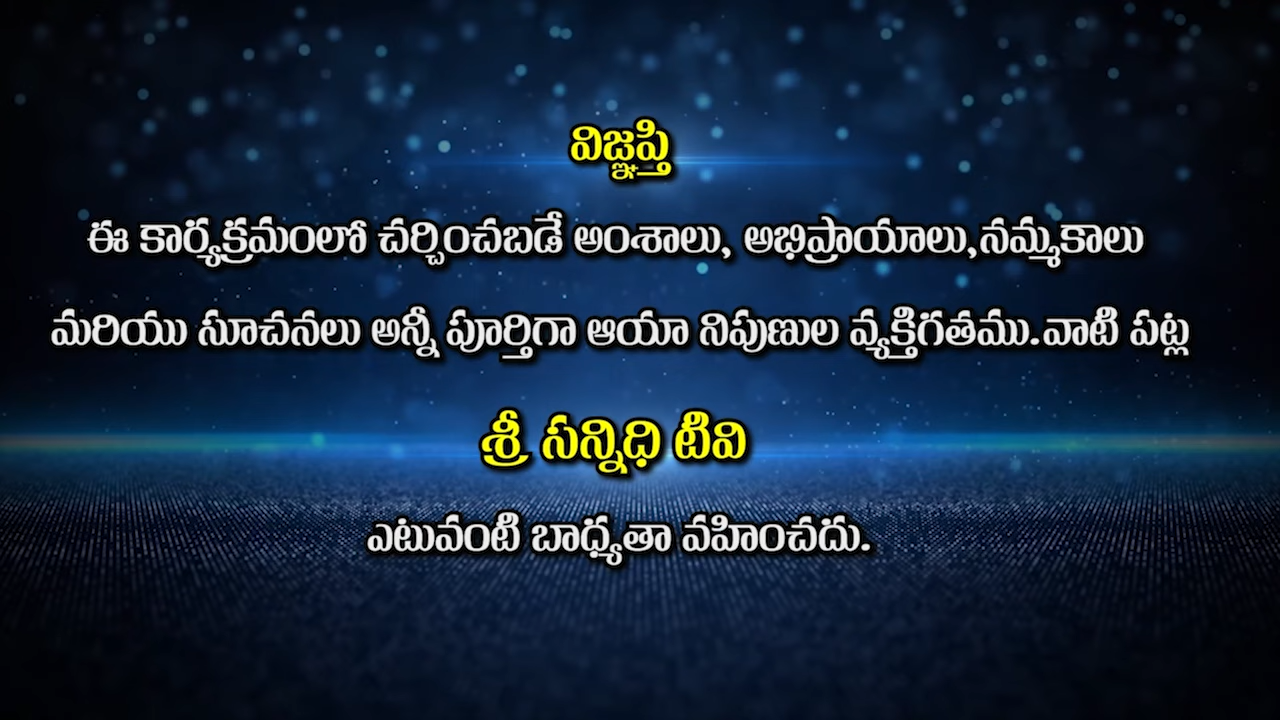 విజ్ఞప్తి
ఈ కార్యక్రమంలో చర్చించబడే అంశాలు, అభిప్రాయాలు,నమ్మకాలు
మరియు సూచనలు అన్నీ పూర్తిగా ఆయా నిపుణుల వ్యక్తిగతము.వాటి పట్ల
శ్రీ సన్నిధి టివి
ఎటువంటి బాధ్యతా వహించదు.